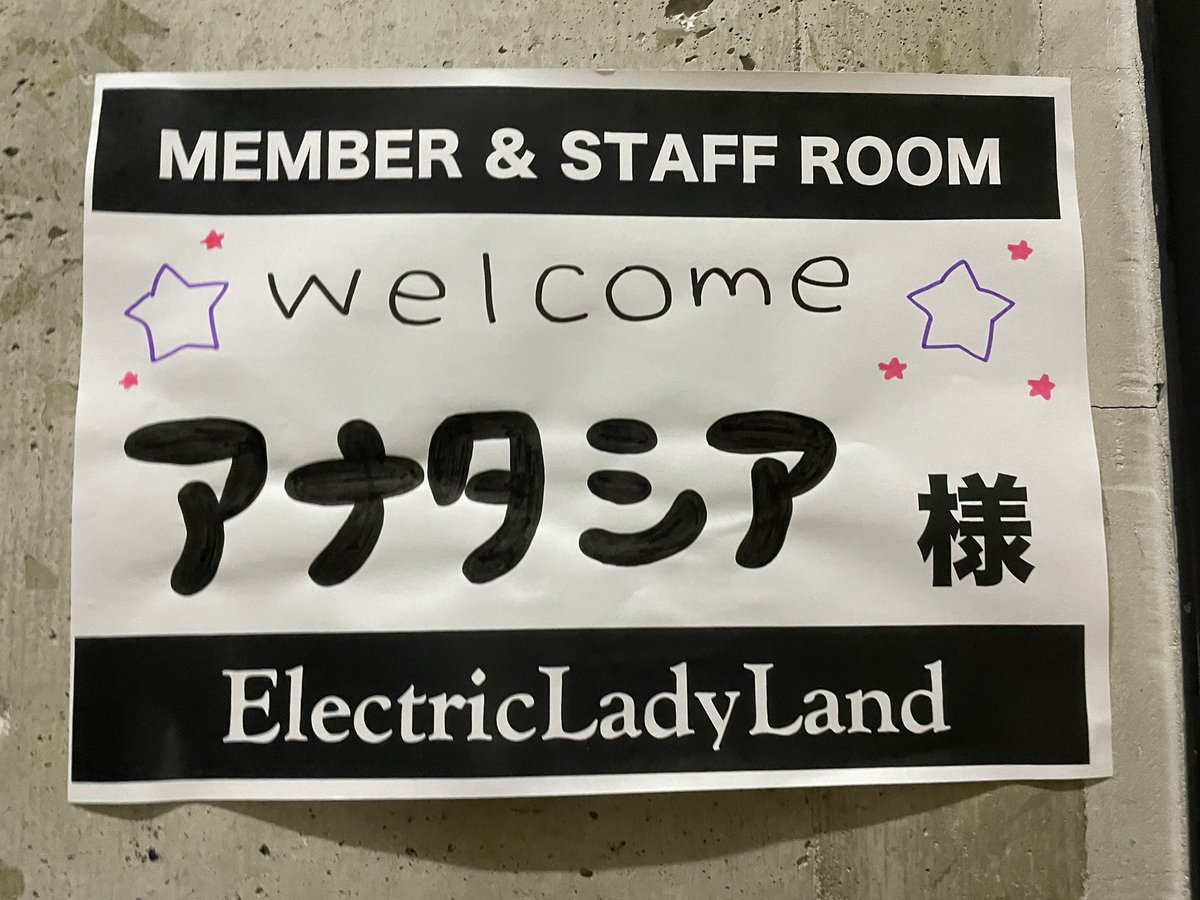 MEMBER & STAFF ROOM
welcome
アナタシア 様
ElectricLadyLand